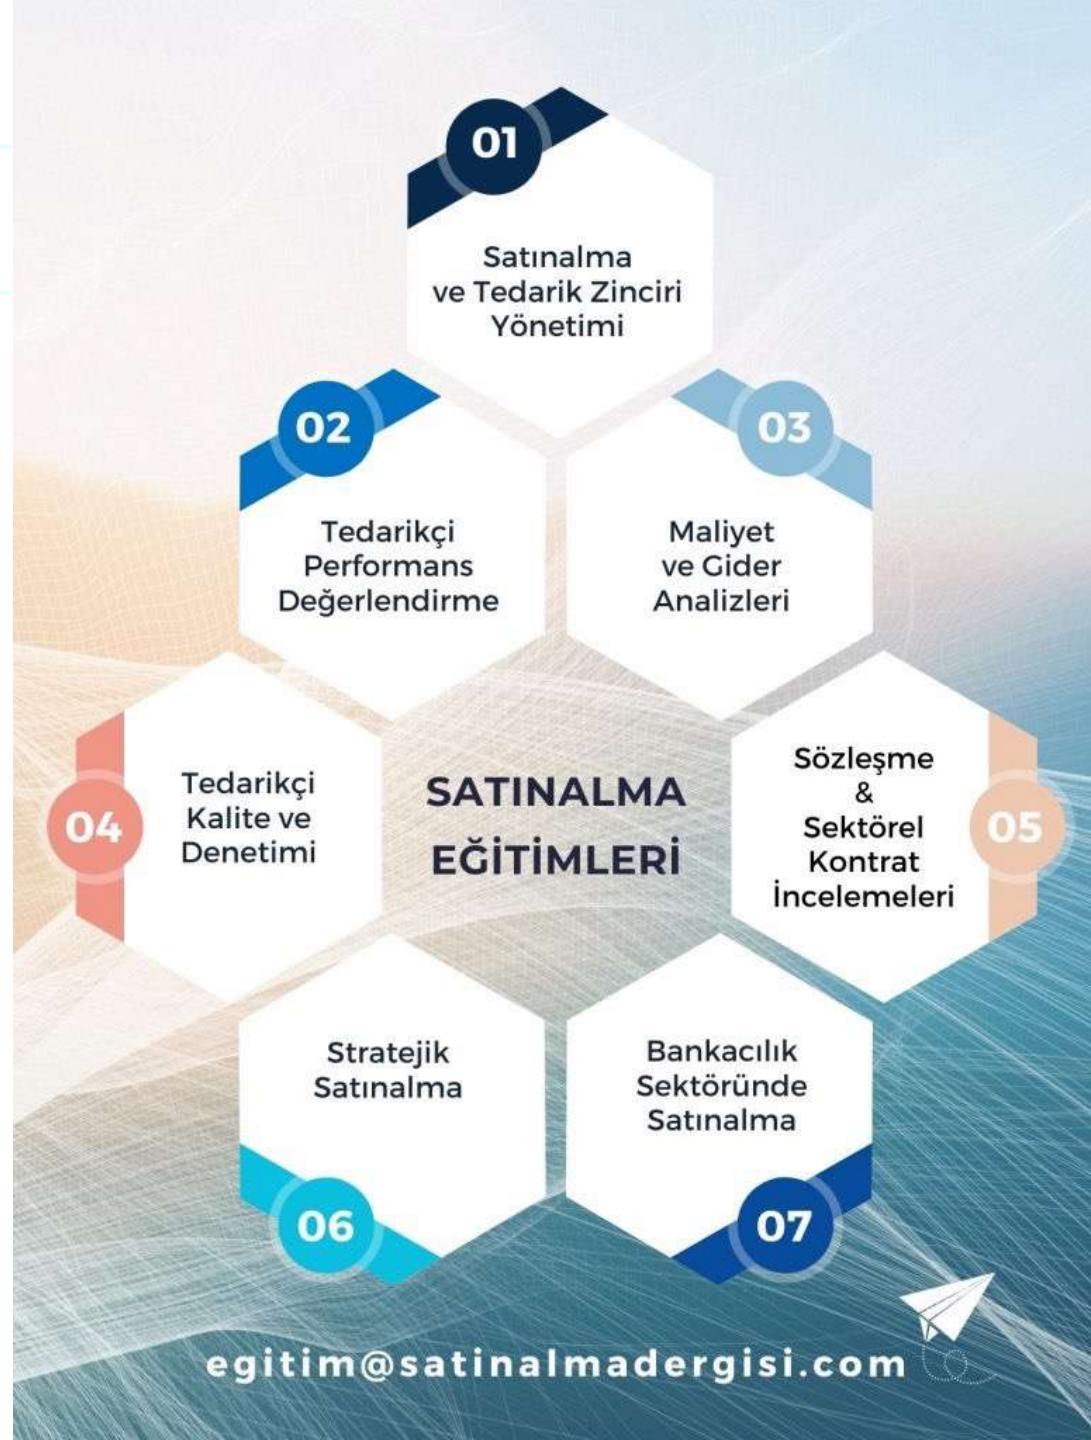 01
Satınalma
ve Tedarik Zinciri
Yönetimi
02
Tedarikçi
Performans
Değerlendirme
03
Maliyet
ve Gider
Analizleri
04
Tedarikçi
Kalite ve
Denetimi
SATINALMA
EĞİTİMLERİ
05
Sözleşme
&
Sektörel
Kontrat
İncelemeleri
06
Stratejik
Satınalma
07
Bankacılık
Sektöründe
Satınalma
egitim@satinalmadergisi.com